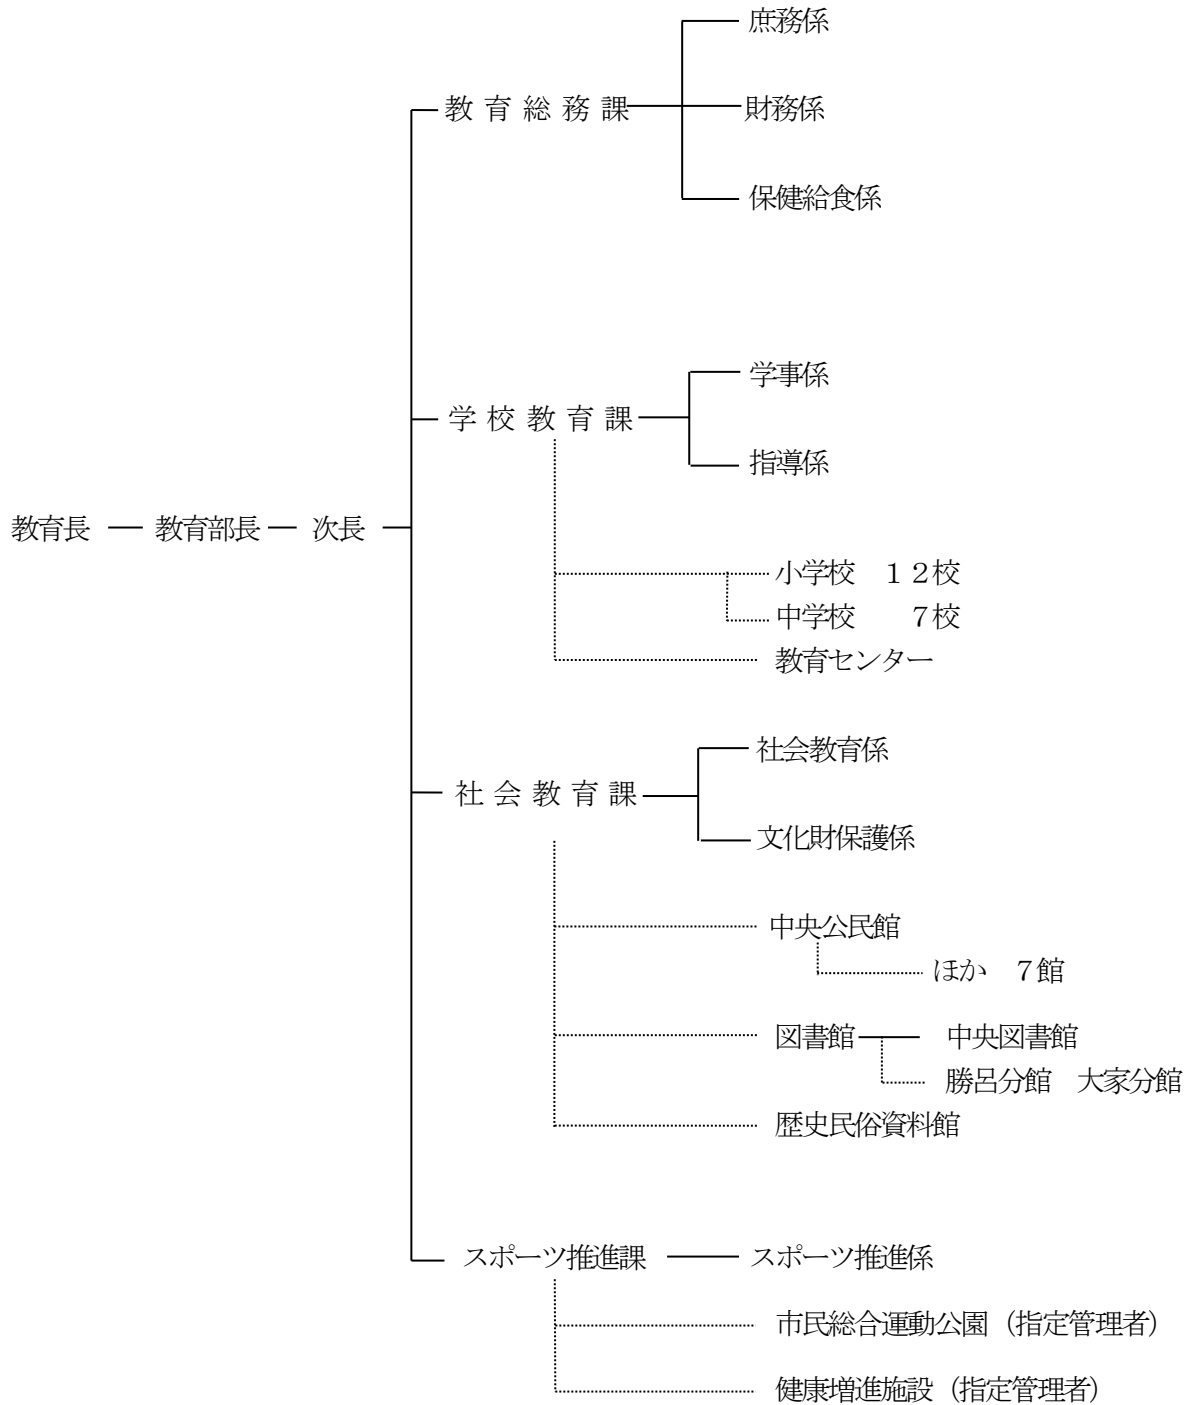 庶務係
教育総務課 財務係
保健給食係
学事係
学校教育課
指導係
教育長 教育部長 次長
小学校 １２校
中学校 ７校
教育センター
社会教育係
社会教育課
文化財保護係
中央公民館
ほか ７館
図書館 中央図書館
勝呂分館 大家分館
歴史民俗資料館
スポーツ推進課 スポーツ推進係
市民総合運動公園（指定管理者）
健康増進施設（指定管理者）